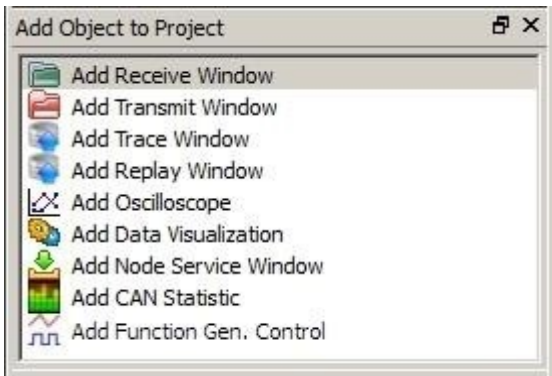 Add Object to Project
Add Receive Window
Add Transmit Window
Add Trace Window
Add Replay Window
Add Oscilloscope
Add Data Visualization
Add Node Service Window
Add CAN Statistic
Add Function Gen. Control